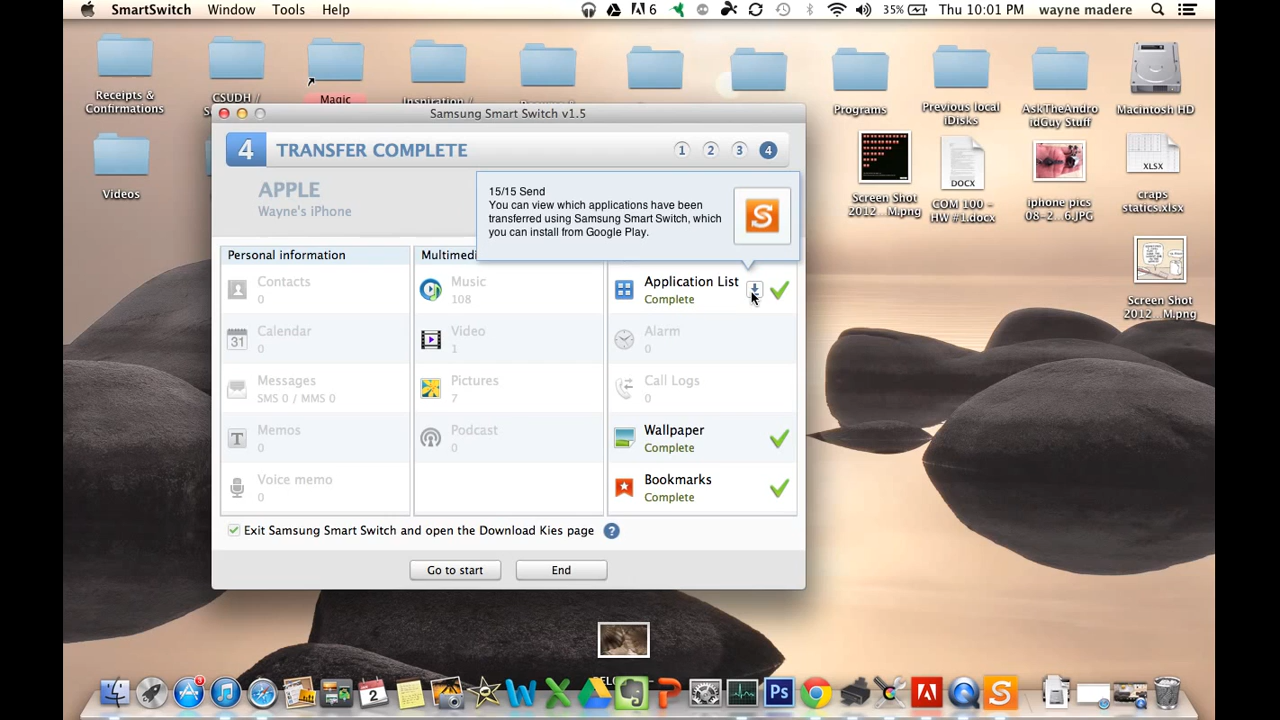 SmartSwitch Window Tools Help
6 35% Thu 10:01 PM wayne madere
Receipts &
Confirmations
CSUDH /
Magic
Programs
Previous local
iDisks
AskTheAndro
idGuy Stuff
Macintosh HD
Videos
Screen Shot
2012...M.png
DOCX
COM 100 -
HW #1.docx
iphone pics
08-2...6.JPG
XLSX
craps
statics.xlsx
Screen Shot
2012...M.png
Samsung Smart Switch v1.5
4 TRANSFER COMPLETE 1 2 3 4
APPLE
Wayne's iPhone
15/15 Send
You can view which applications have been
transferred using Samsung Smart Switch, which
you can install from Google Play.
S
Personal information
Contacts
0
31
Calendar
0
Messages
SMS 0 / MMS 0
T
Memos
0
Voice memo
0
Multimedi
Music
108
Video
1
Pictures
7
Podcast
0
Application List
Complete
Alarm
0
Call Logs
0
Wallpaper
Complete
Bookmarks
Complete
Exit Samsung Smart Switch and open the Download Kies page ?
Go to start End
3
2
W X P Ps S